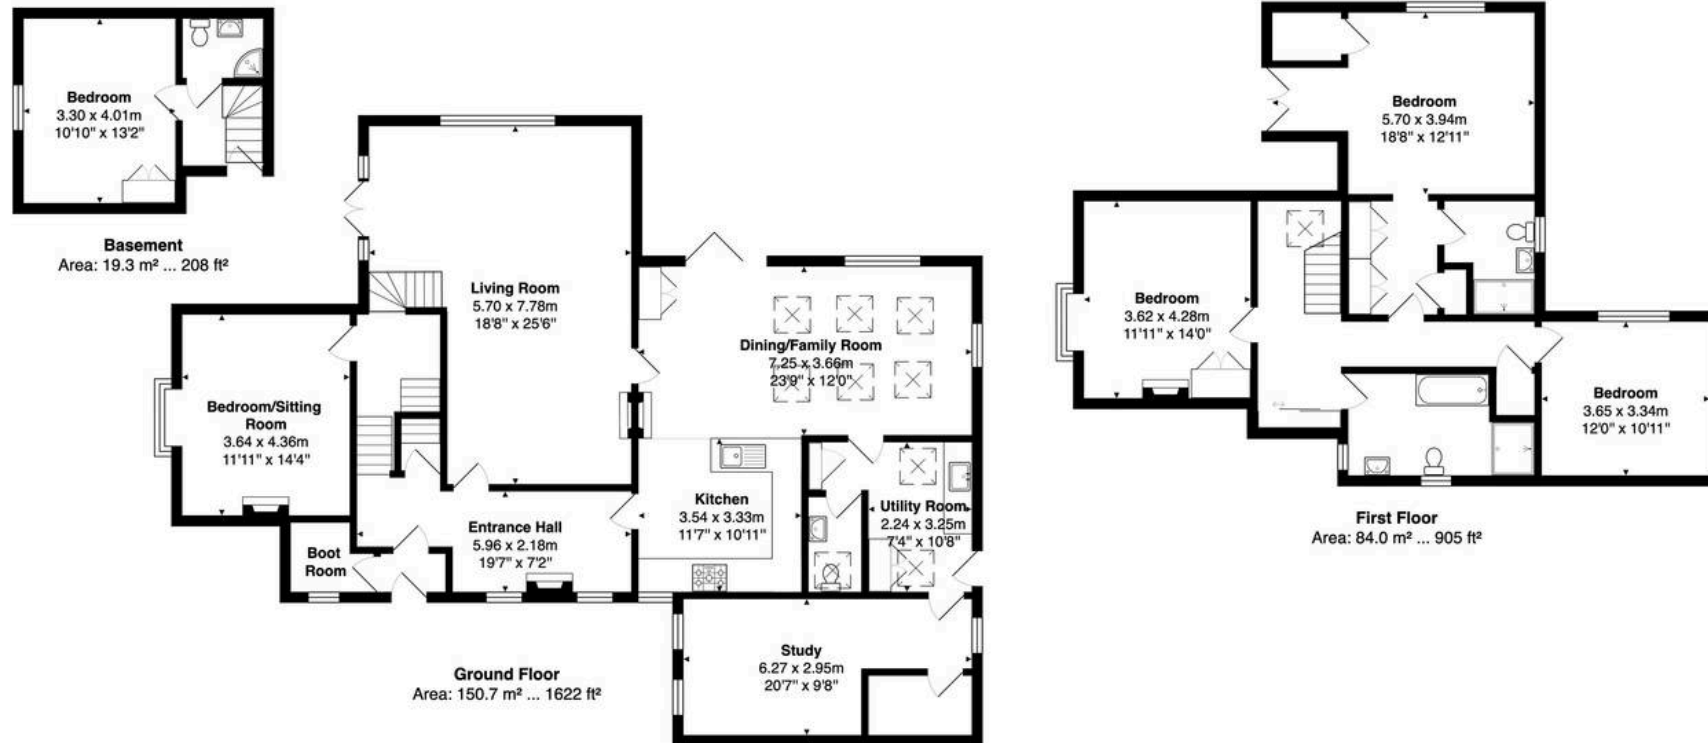 Bedroom
3.30 x 4.01m
10'10" x 13'2"
Basement
Area: 19.3 m² ... 208 ft²
Living Room
5.70 x 7.78m
18'8" x 25'6"
Dining/Family Room
7.25 x 3.66m
23'9" x 12'0"
Bedroom/Sitting
Room
3.64 x 4.36m
11'11" x 14'4"
Kitchen
3.54 x 3.33m
11'7" x 10'11"
Utility Room
2.24 x 3.25m
7'4" x 10'8"
Entrance Hall
5.96 x 2.18m
19'7" x 7'2"
Boot
Room
Study
6.27 x 2.95m
20'7" x 9'8"
Ground Floor
Area: 150.7 m² ... 1622 ft²
Bedroom
5.70 x 3.94m
18'8" x 12'11"
Bedroom
3.62 x 4.28m
11'11" x 14'0"
Bedroom
3.65 x 3.34m
12'0" x 10'11"
First Floor
Area: 84.0 m² ... 905 ft²